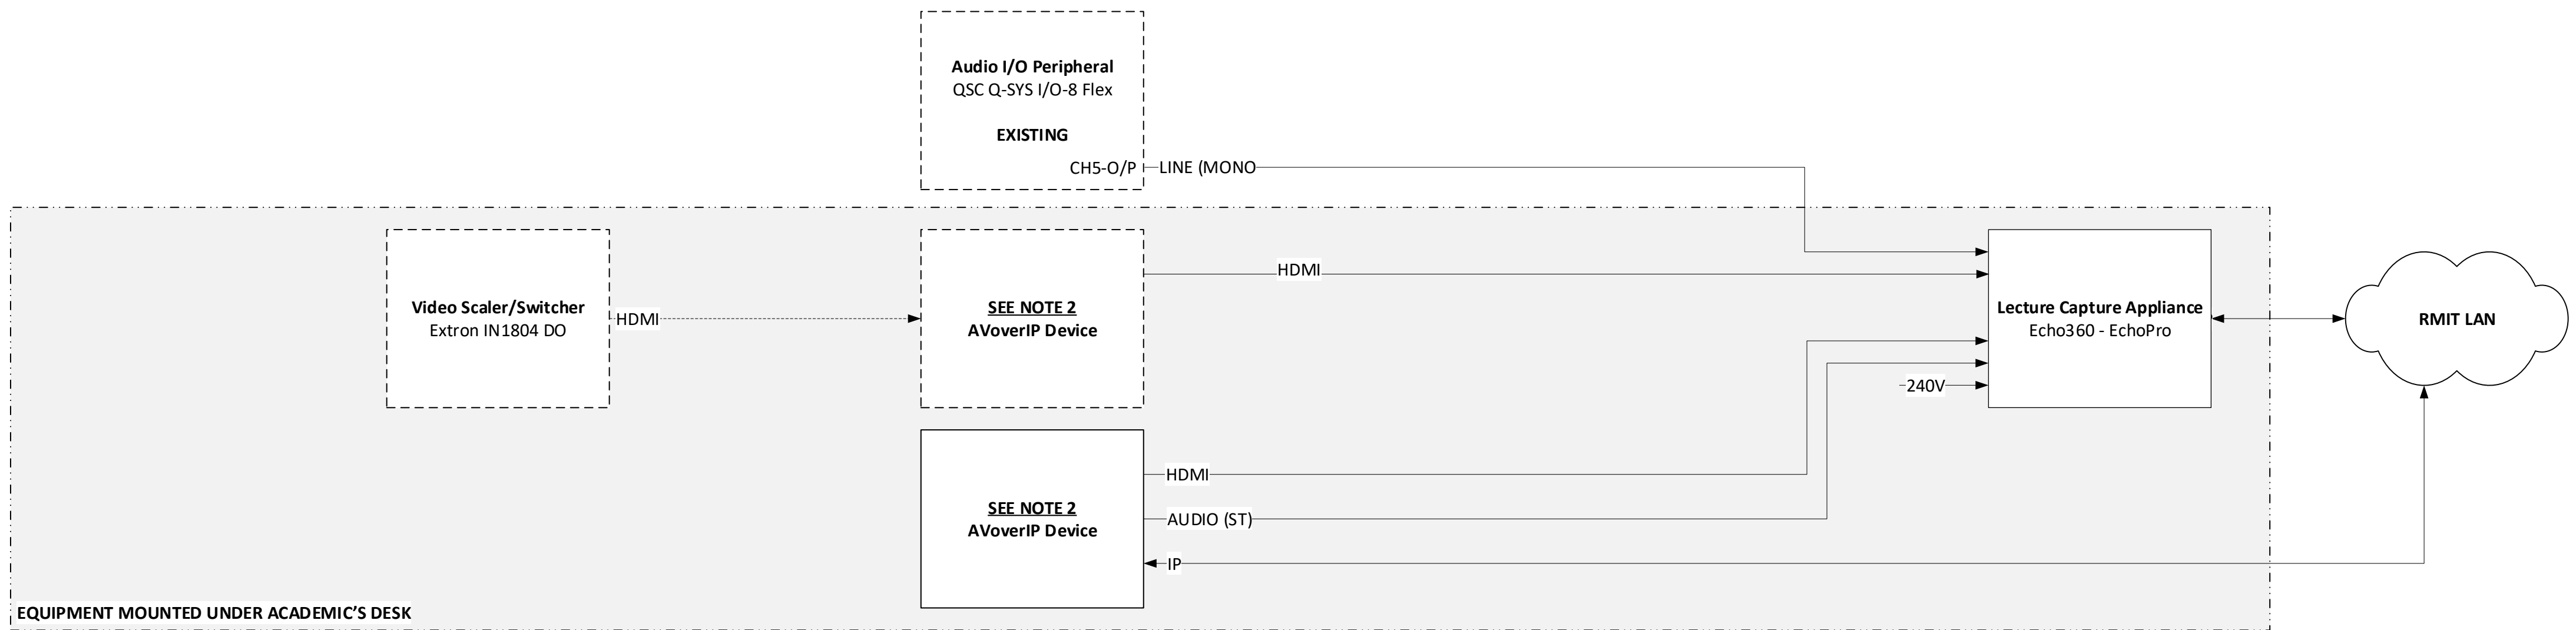 Audio I/O Peripheral
QSC Q-SYS I/O-8 Flex
EXISTING
CH5-O/P
LINE (MONO
Video Scaler/Switcher
Extron IN1804 DO
HDMI
SEE NOTE 2
AVoverIP Device
HDMI
Lecture Capture Appliance
Echo360 - EchoPro
240V
RMIT LAN
SEE NOTE 2
AVoverIP Device
HDMI
AUDIO (ST)
IP
EQUIPMENT MOUNTED UNDER ACADEMIC’S DESK